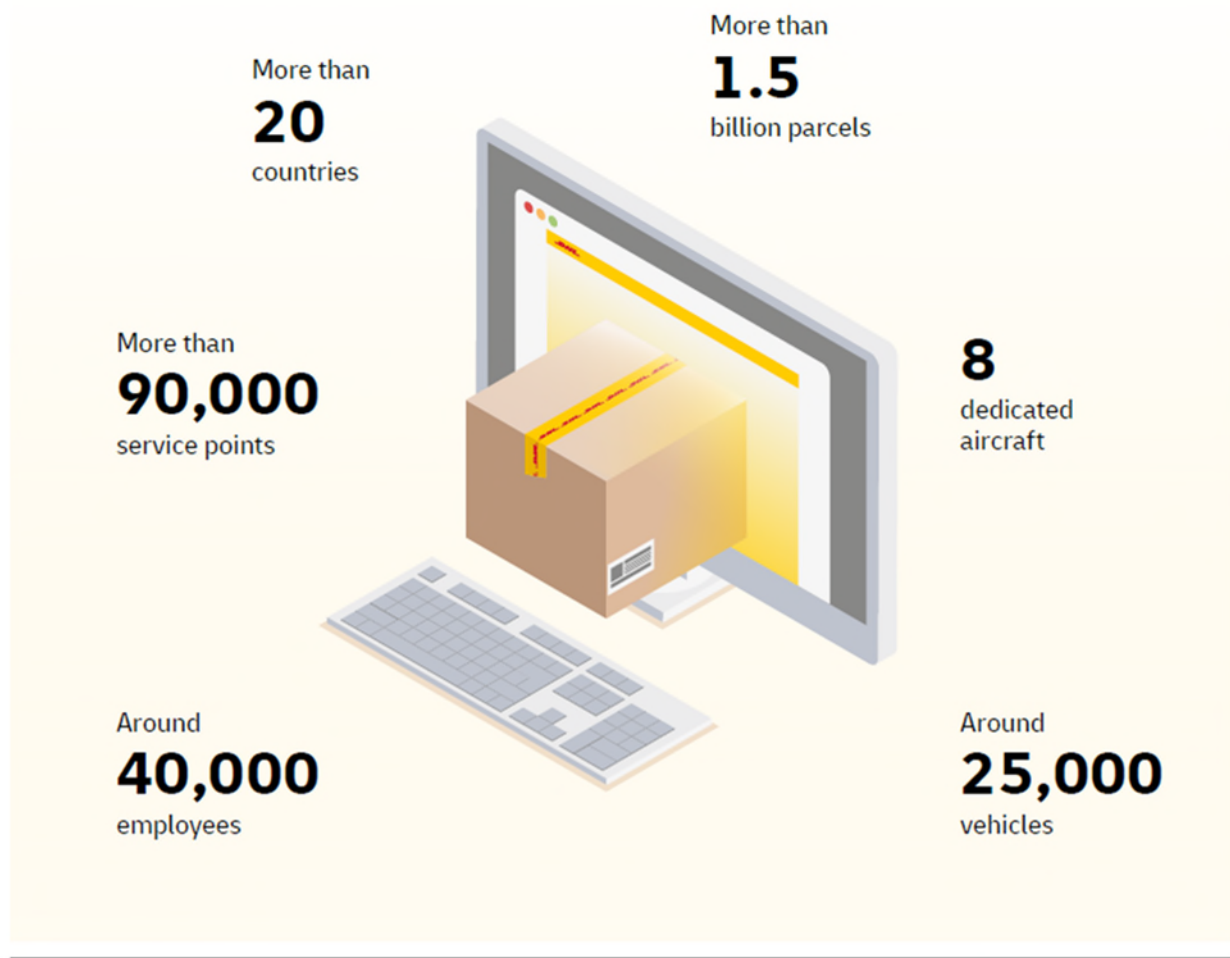 More than
1.5
billion parcels
More than
20
countries
More than
90,000
service points
8
dedicated
aircraft
Around
40,000
employees
Around
25,000
vehicles
DHL